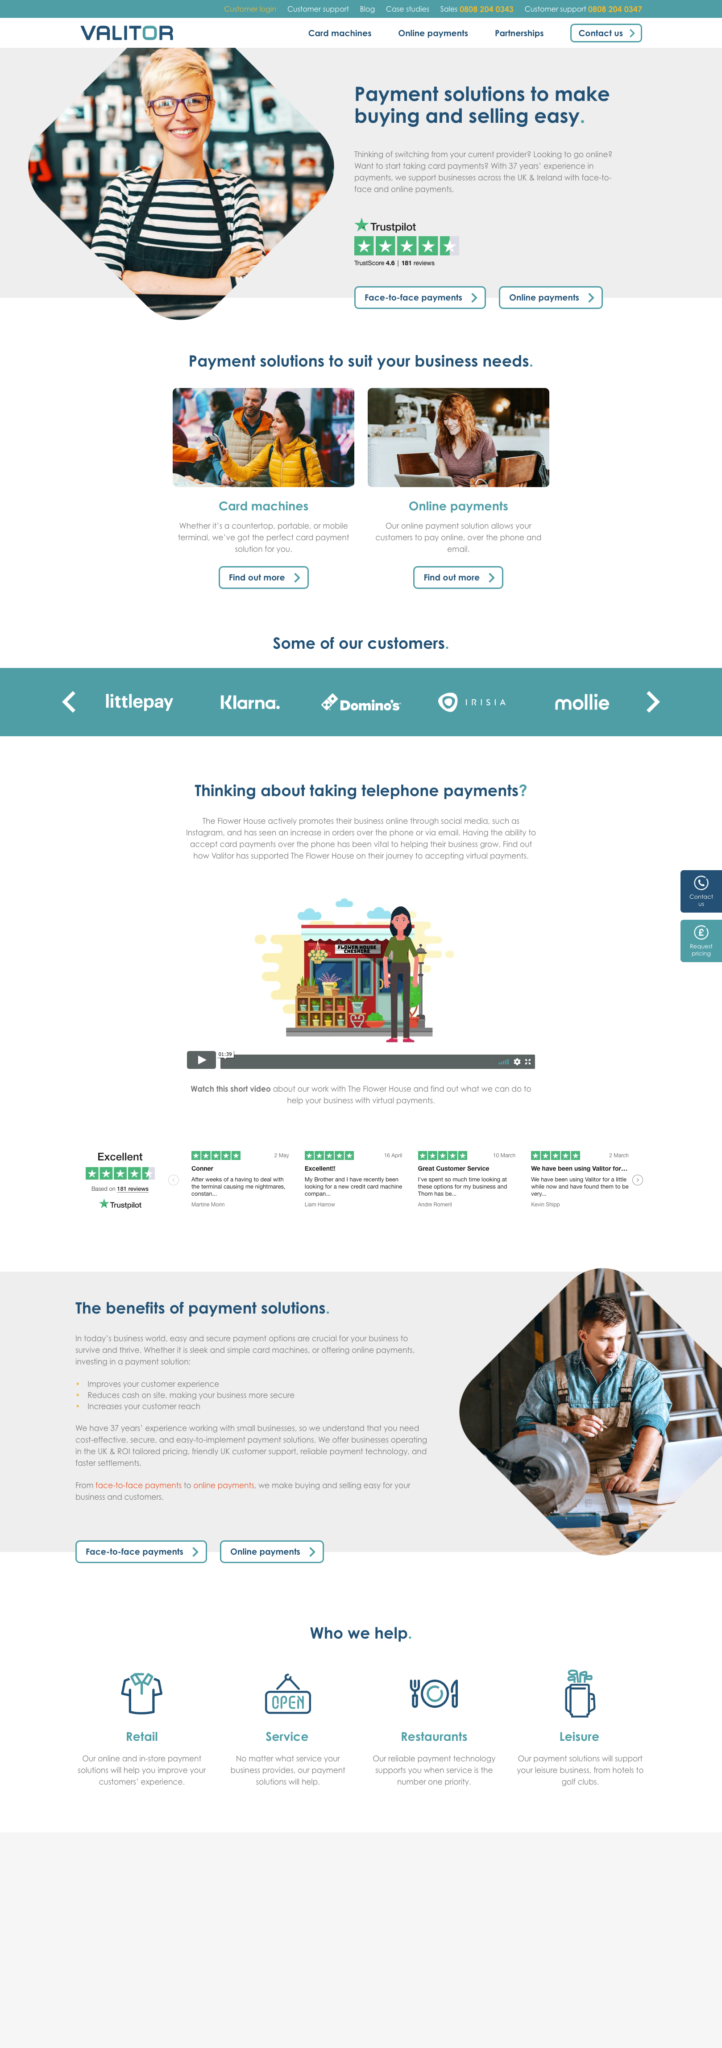 Customer login Customer support Blog Case studies Sales 0808 204 0343 Customer support 0808 204 0347
VALITOR
Card machines Online payments Partnerships Contact us
Payment solutions to make
buying and selling easy.
Thinking of switching from your current provider? Looking to go online?
Want to start taking card payments? With 37 years' experience in
payments, we support businesses across the UK & Ireland with face-to-
face and online payments.
Trustpilot
TrustScore 4.6 | 181 reviews
Face-to-face payments Online payments
Payment solutions to suit your business needs.
Card machines
Whether it's a countertop, portable, or mobile
terminal, we've got the perfect card payment
solution for you.
Find out more
Online payments
Our online payment solution allows your
customers to pay online, over the phone and
email.
Find out more
Some of our customers.
littlepay Klarna. Domino's IRISIA mollie
Thinking about taking telephone payments?
The Flower House actively promotes their business online through social media, such as
Instagram, and has seen an increase in orders over the phone or via email. Having the ability to
accept card payments over the phone has been vital to helping their business grow. Find out
how Valitor has supported The Flower House on their journey to accepting virtual payments.
Contact
us
£
Request
pricing
FLOWER HOUSE
CHESHIRE
01:39
Watch this short video about our work with The Flower House and find out what we can do to
help your business with virtual payments.
Excellent
Based on 181 reviews
Trustpilot
2 May
Conner
After weeks of a having to deal with
the terminal causing me nightmares,
constan...
Martine Morin
16 April
Excellent!!
My Brother and I have recently been
looking for a new credit card machine
compan...
Liam Harrow
10 March
Great Customer Service
I've spent so much time looking at
these options for my business and
Thom has be...
Andre Romeril
2 March
We have been using Valitor for...
We have been using Valitor for a little
while now and have found them to be
very...
Kevin Shipp
The benefits of payment solutions.
In today's business world, easy and secure payment options are crucial for your business to
survive and thrive. Whether it is sleek and simple card machines, or offering online payments,
investing in a payment solution:
• Improves your customer experience
• Reduces cash on site, making your business more secure
• Increases your customer reach
We have 37 years' experience working with small businesses, so we understand that you need
cost-effective, secure, and easy-to-implement payment solutions. We offer businesses operating
in the UK & ROI tailored pricing, friendly UK customer support, reliable payment technology, and
faster settlements.
From face-to-face payments to online payments, we make buying and selling easy for your
business and customers.
Face-to-face payments Online payments
Who we help.
OPEN
Retail
Our online and in-store payment
solutions will help you improve your
customers' experience.
Service
No matter what service your
business provides, our payment
solutions will help.
Restaurants
Our reliable payment technology
supports you when service is the
number one priority.
Leisure
Our payment solutions will support
your leisure business, from hotels to
golf clubs.